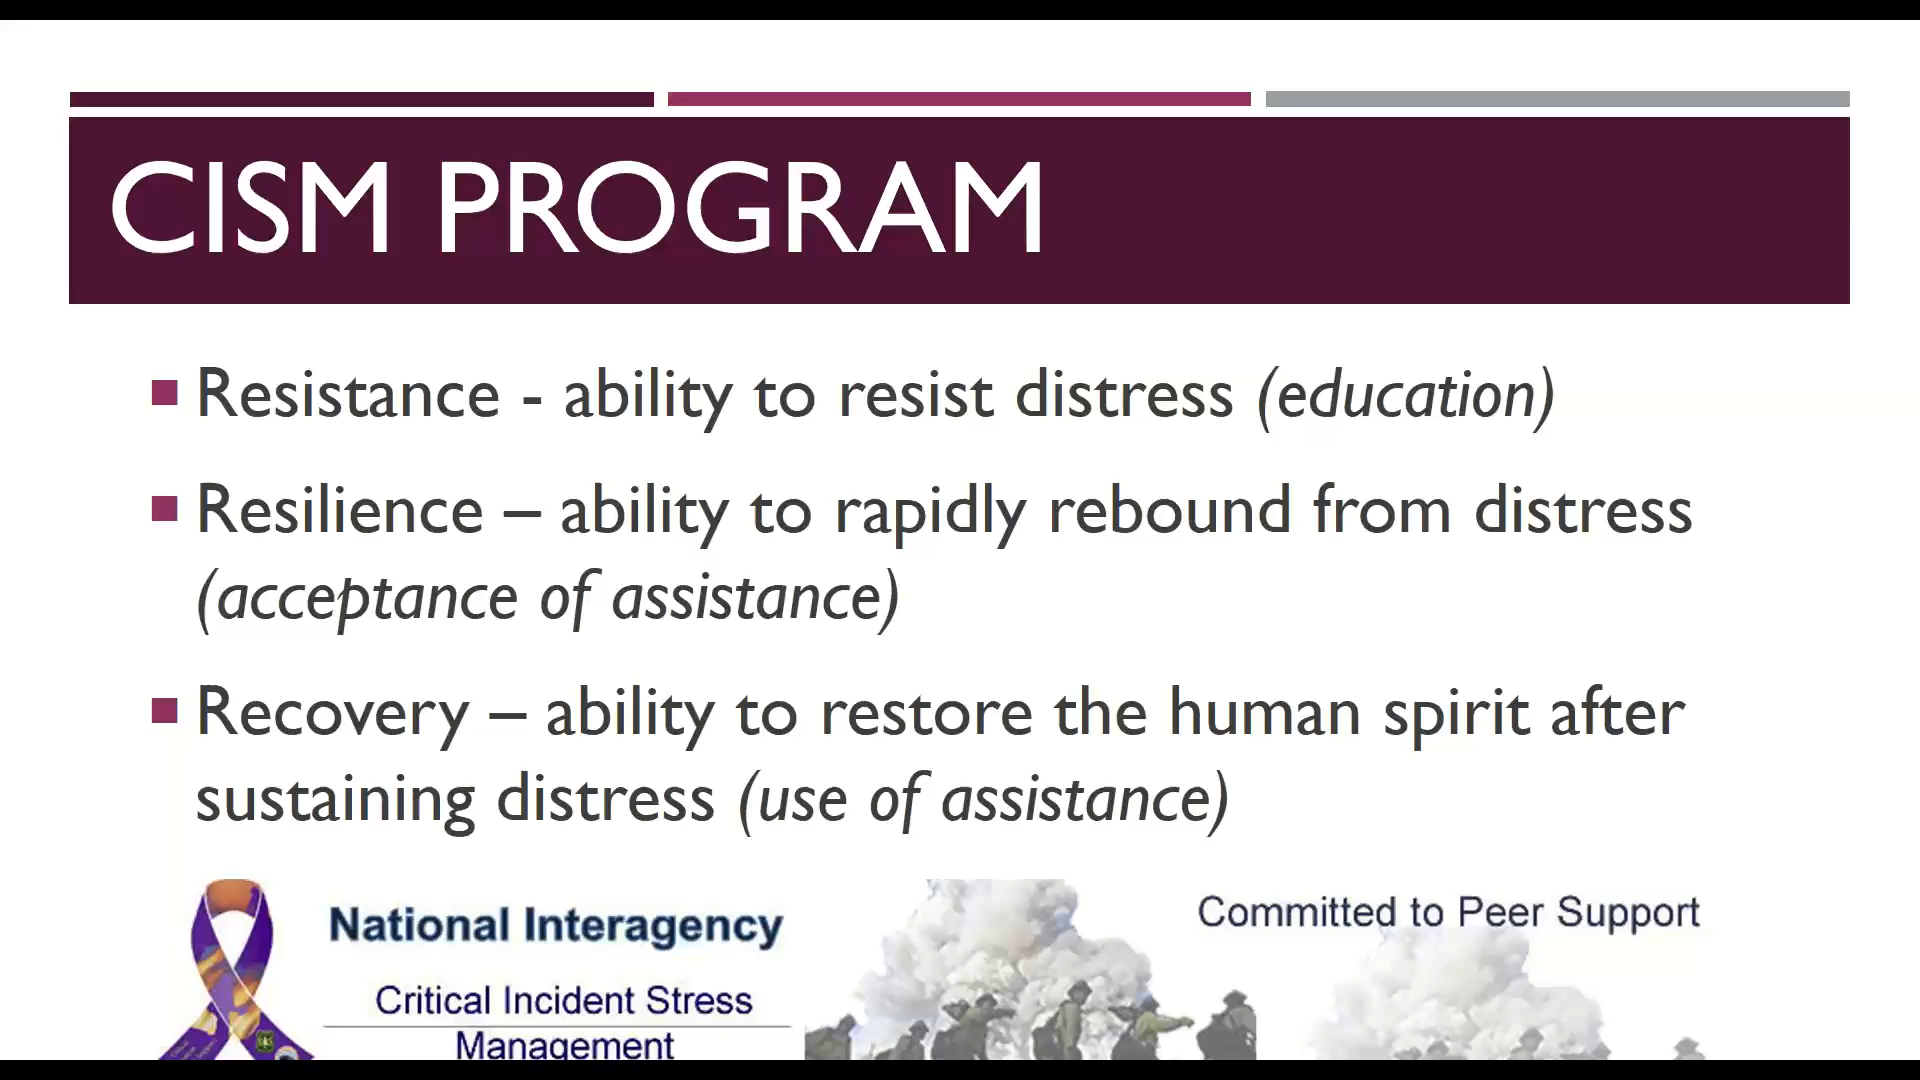 CISM PROGRAM
Resistance - ability to resist distress (education)
Resilience – ability to rapidly rebound from distress
(acceptance of assistance)
Recovery – ability to restore the human spirit after
sustaining distress (use of assistance)
National Interagency
Critical Incident Stress
Management
Committed to Peer Support